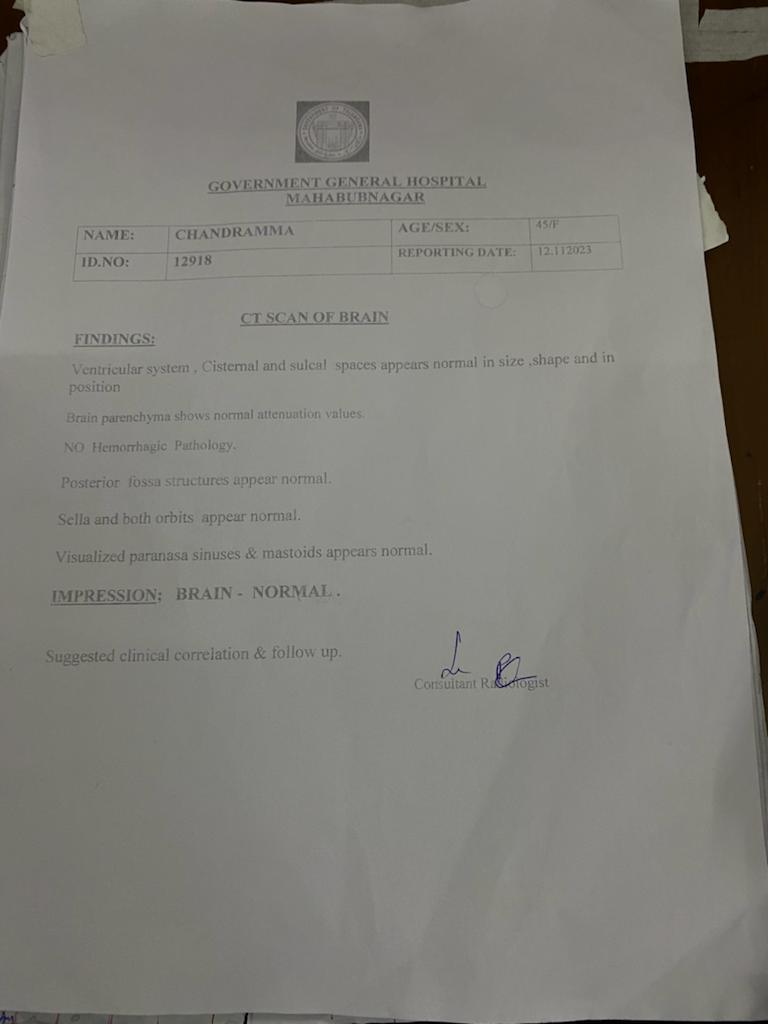 GOVERNMENT GENERAL HOSPITAL
MAHABUBNAGAR
NAME: CHANDRAMMA AGE/SEX: 45/F
ID.NO: 12918 REPORTING DATE: 12.112023
CT SCAN OF BRAIN
FINDINGS:
Ventricular system , Cisternal and sulcal spaces appears normal in size ,shape and in
position
Brain parenchyma shows normal attenuation values.
NO Hemorrhagic Pathology.
Posterior fossa structures appear normal.
Sella and both orbits appear normal.
Visualized paranasa sinuses & mastoids appears normal.
IMPRESSION; BRAIN - NORMAL .
Suggested clinical correlation & follow up.
Consultant Radiologist